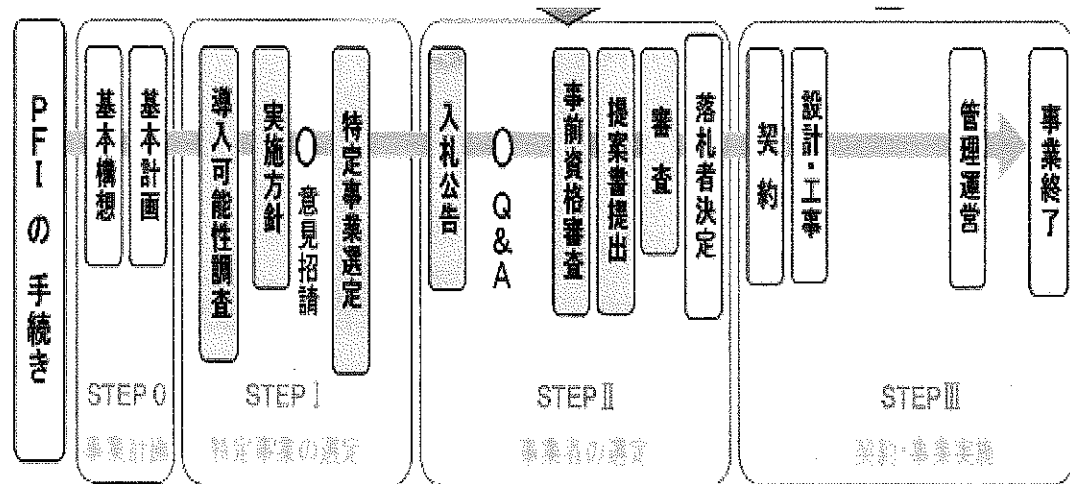 PFIの手続き
基本構想
基本計画
STEP 0
事業計画
導入可能性調査
実施方針
意見招請
特定事業選定
STEP Ⅰ
特定事業の選定
入札公告
Q&A
事前資格審査
提案書提出
審査
落札者決定
STEP Ⅱ
事業者の選定
契約
設計・工事
管理運営
事業終了
STEP Ⅲ
契約・事業実施